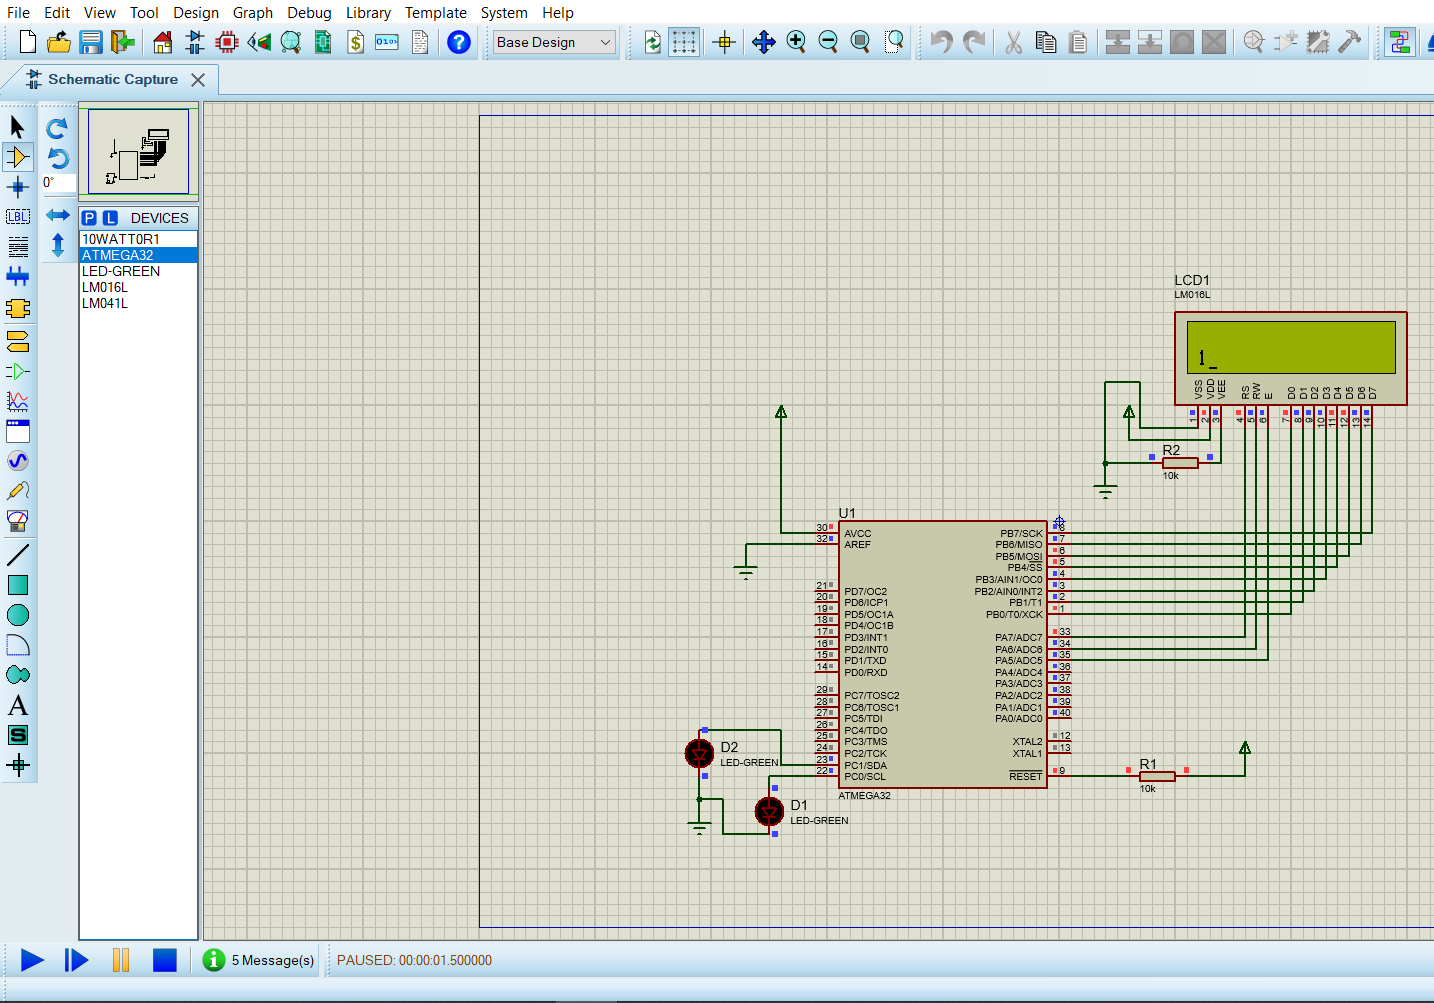 File Edit View Tool Design Graph Debug Library Template System Help
Base Design
Schematic Capture
0°
P L DEVICES
10WATT0R1
ATMEGA32
LED-GREEN
LM016L
LM041L
LBL
A
S
LCD1
LM016L
1_
VSS VDD VEE RS RW E D0 D1 D2 D3 D4 D5 D6 D7
1 2 3 4 5 6 7 8 9 10 11 12 13 14
R2
10k
U1
30 AVCC PB7/SCK 8
32 AREF PB6/MISO 7
PB5/MOSI 6
PB4/SS 5
PB3/AIN1/OC0 4
21 PD7/OC2 PB2/AIN0/INT2 3
20 PD6/ICP1 PB1/T1 2
19 PD5/OC1A PB0/T0/XCK 1
18 PD4/OC1B
17 PD3/INT1 PA7/ADC7 33
16 PD2/INT0 PA6/ADC6 34
15 PD1/TXD PA5/ADC5 35
14 PD0/RXD PA4/ADC4 36
PA3/ADC3 37
29 PC7/TOSC2 PA2/ADC2 38
28 PC6/TOSC1 PA1/ADC1 39
27 PC5/TDI PA0/ADC0 40
26 PC4/TDO
25 PC3/TMS XTAL2 12
24 PC2/TCK XTAL1 13
23 PC1/SDA
22 PC0/SCL RESET 9
ATMEGA32
D2
LED-GREEN
D1
LED-GREEN
R1
10k
5 Message(s)
PAUSED: 00:00:01.500000